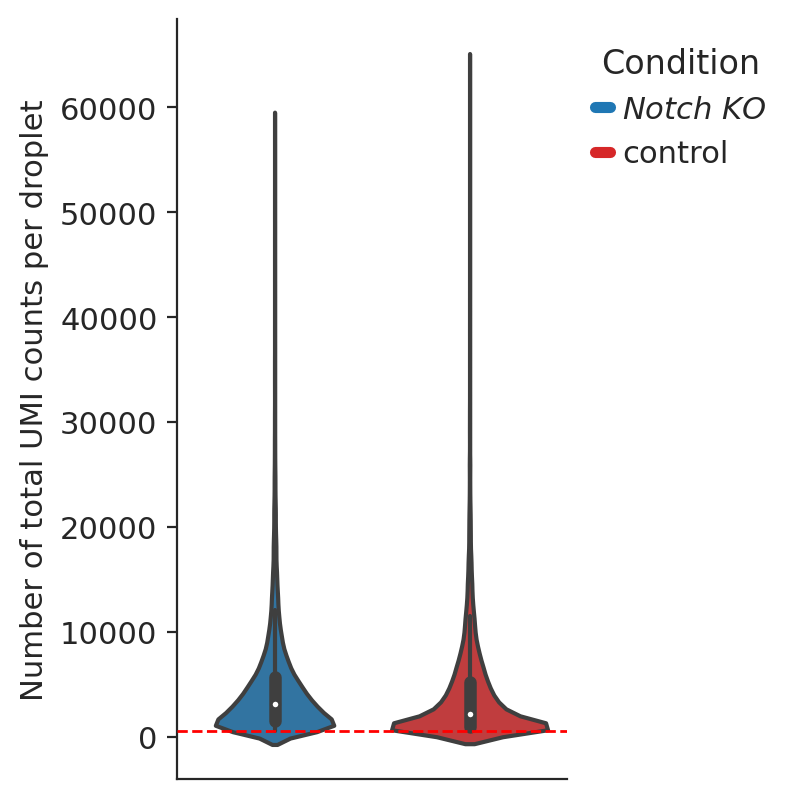 Number of total UMI counts per droplet
60000
50000
40000
30000
20000
10000
0
Condition
Notch KO
control